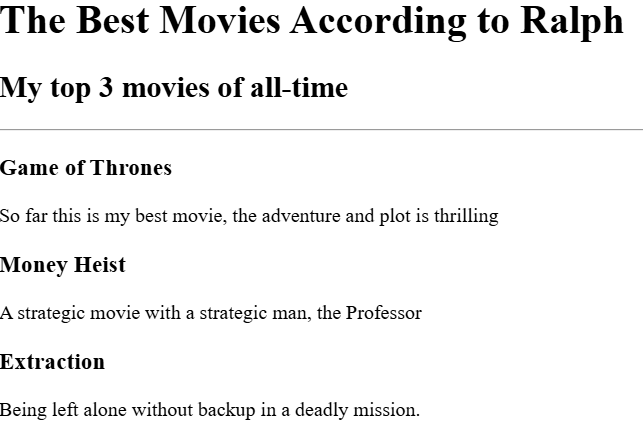 The Best Movies According to Ralph
My top 3 movies of all-time
Game of Thrones
So far this is my best movie, the adventure and plot is thrilling
Money Heist
A strategic movie with a strategic man, the Professor
Extraction
Being left alone without backup in a deadly mission.